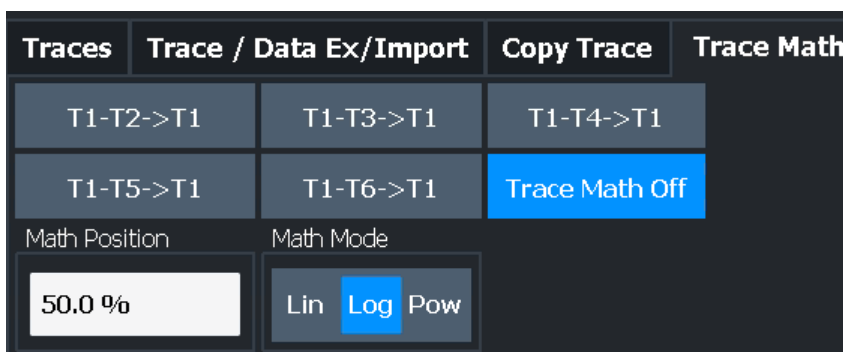 Traces Trace / Data Ex/Import Copy Trace Trace Math
T1-T2->T1 T1-T3->T1 T1-T4->T1
T1-T5->T1 T1-T6->T1 Trace Math Off
Math Position Math Mode
50.0 % Lin Log Pow